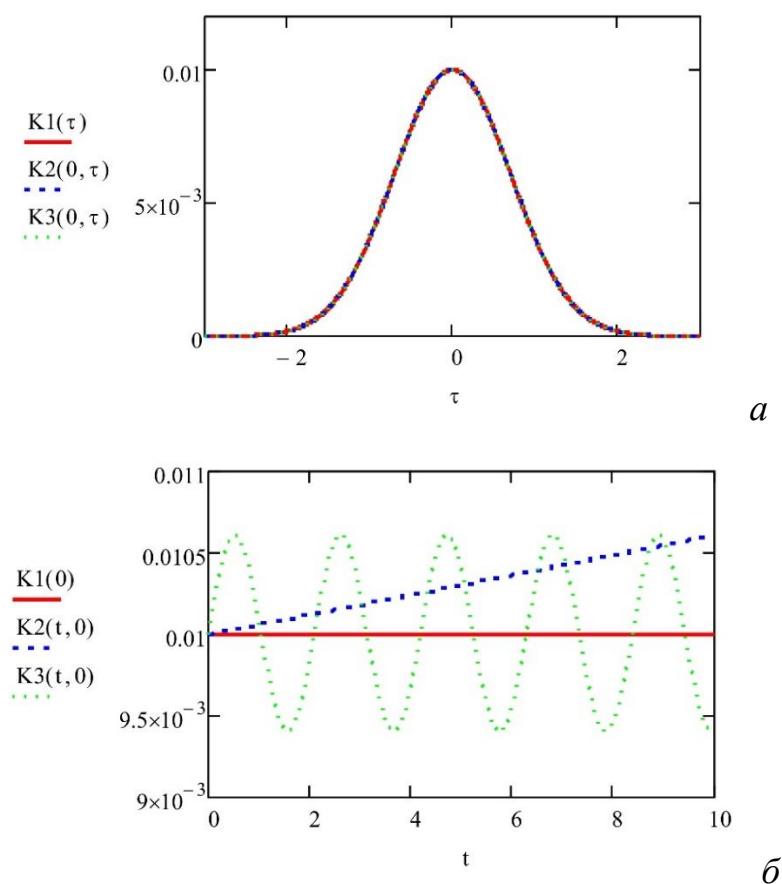 0.01
K1(τ)
K2(0,τ)
5×10⁻³
K3(0,τ)
0
− 2 0 2
τ
а
0.011
0.0105
K1(0)
K2(t,0)
0.01
K3(t,0)
9.5×10⁻³
9×10⁻³
0 2 4 6 8 10
t
б